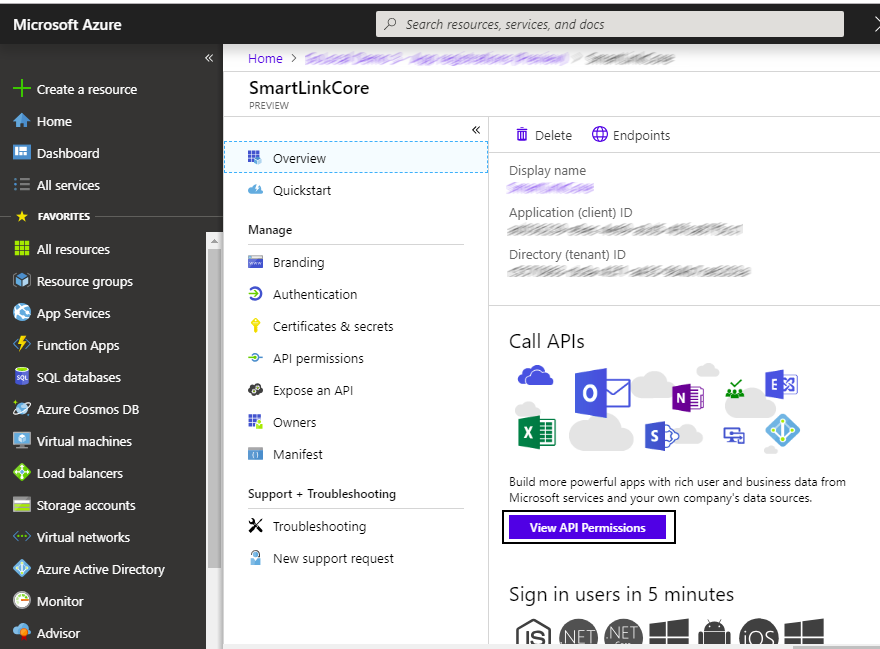 Microsoft Azure
Search resources, services, and docs
«
Create a resource
Home
Dashboard
All services
FAVORITES
All resources
Resource groups
App Services
Function Apps
SQL
SQL databases
Azure Cosmos DB
Virtual machines
Load balancers
Storage accounts
Virtual networks
Azure Active Directory
Monitor
Advisor
Home >
SmartLinkCore
PREVIEW
«
Overview
Quickstart
Manage
Branding
Authentication
Certificates & secrets
API permissions
Expose an API
Owners
Manifest
Support + Troubleshooting
Troubleshooting
New support request
Delete
Endpoints
Display name
Application (client) ID
Directory (tenant) ID
Call APIs
O
N
E
X
S
Build more powerful apps with rich user and business data from
Microsoft services and your own company's data sources.
View API Permissions
Sign in users in 5 minutes
JS
.NET
.NET
iOS